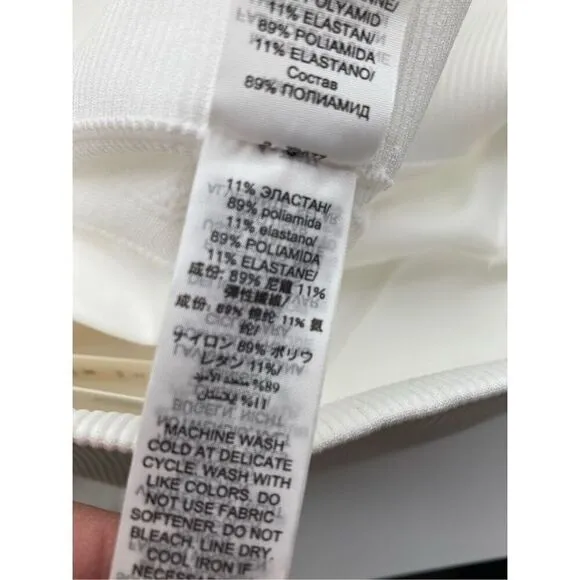 POLYAMID
11% ELASTAN/
89% POLIAMIDA
11% ELASTANO/
Состав
89% ПОЛИАМИД
11% ЭЛАСТАН/
89% poliamida
11% elastano/
89% POLIAMIDA
11% ELASTANE/
成份: 89% 尼龍 11%
彈性纖維/
成份: 89% 锦纶 11% 氨
纶/
ナイロン 89% ポリウ
レタン 11%/
MACHINE WASH
COLD AT DELICATE
CYCLE. WASH WITH
LIKE COLORS. DO
NOT USE FABRIC
SOFTENER. DO NOT
BLEACH. LINE DRY.
COOL IRON IF